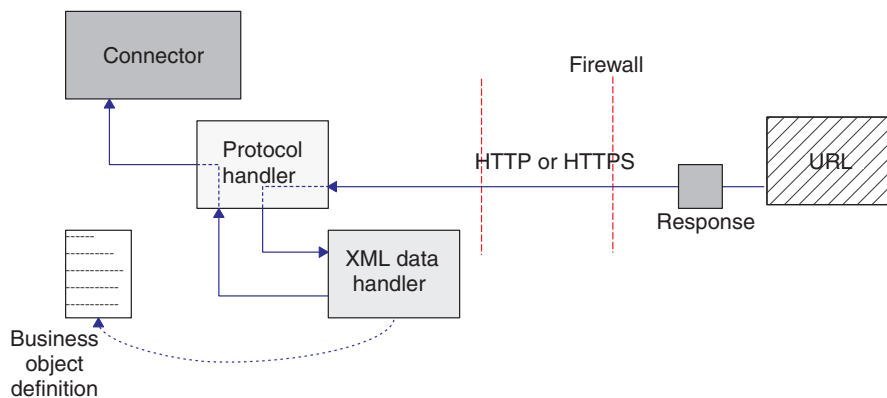 Connector
Firewall
Protocol
handler
HTTP or HTTPS
URL
Response
XML data
handler
Business
object
definition